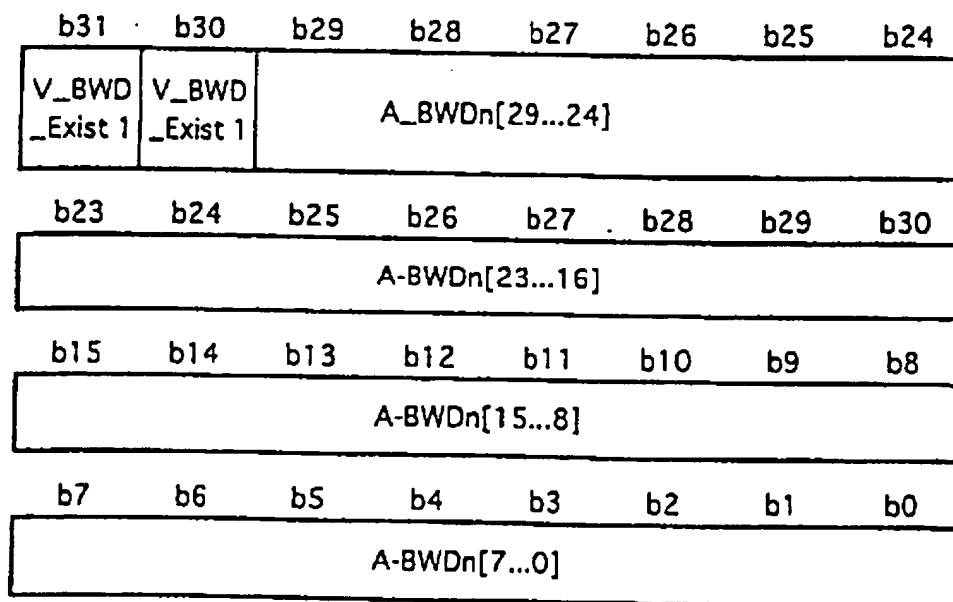 b31 b30 b29 b28 b27 b26 b25 b24
V_BWD V_BWD
_Exist 1 _Exist 1
A_BWDn[29...24]
b23 b24 b25 b26 b27 b28 b29 b30
A-BWDn[23...16]
b15 b14 b13 b12 b11 b10 b9 b8
A-BWDn[15...8]
b7 b6 b5 b4 b3 b2 b1 b0
A-BWDn[7...0]